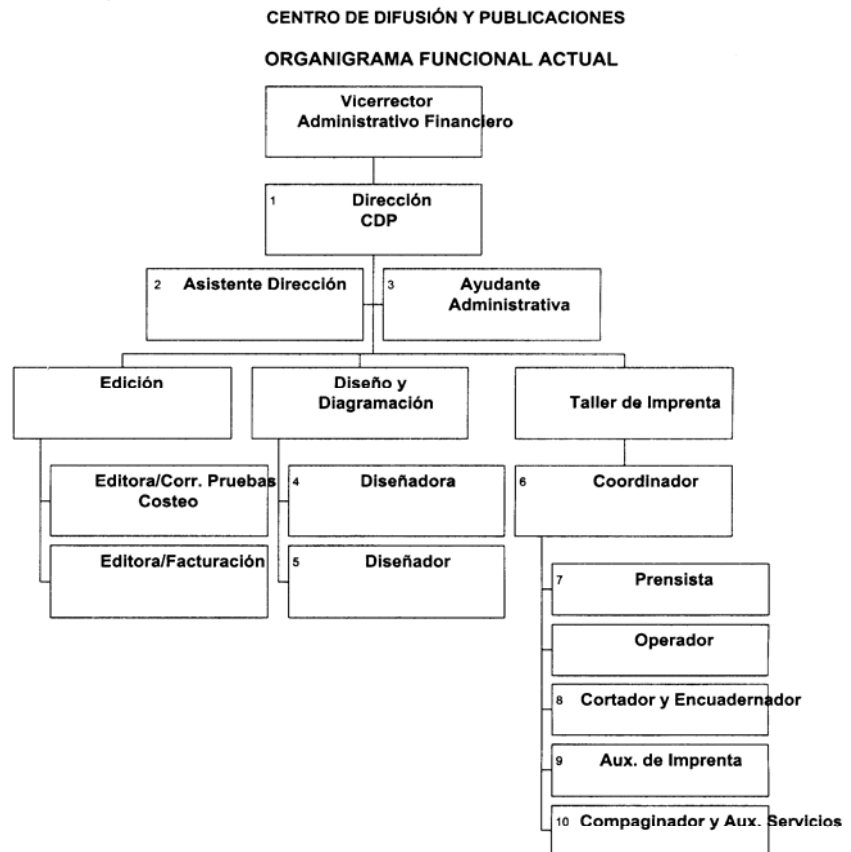 CENTRO DE DIFUSIÓN Y PUBLICACIONES
ORGANIGRAMA FUNCIONAL ACTUAL
Vicerrector
Administrativo Financiero
1 Dirección
CDP
2 Asistente Dirección
3 Ayudante
Administrativa
Edición
Diseño y
Diagramación
Taller de Imprenta
Editora/Corr. Pruebas
Costeo
4 Diseñadora
6 Coordinador
Editora/Facturación
5 Diseñador
7 Prensista
Operador
8 Cortador y Encuadernador
9 Aux. de Imprenta
10 Compaginador y Aux. Servicios